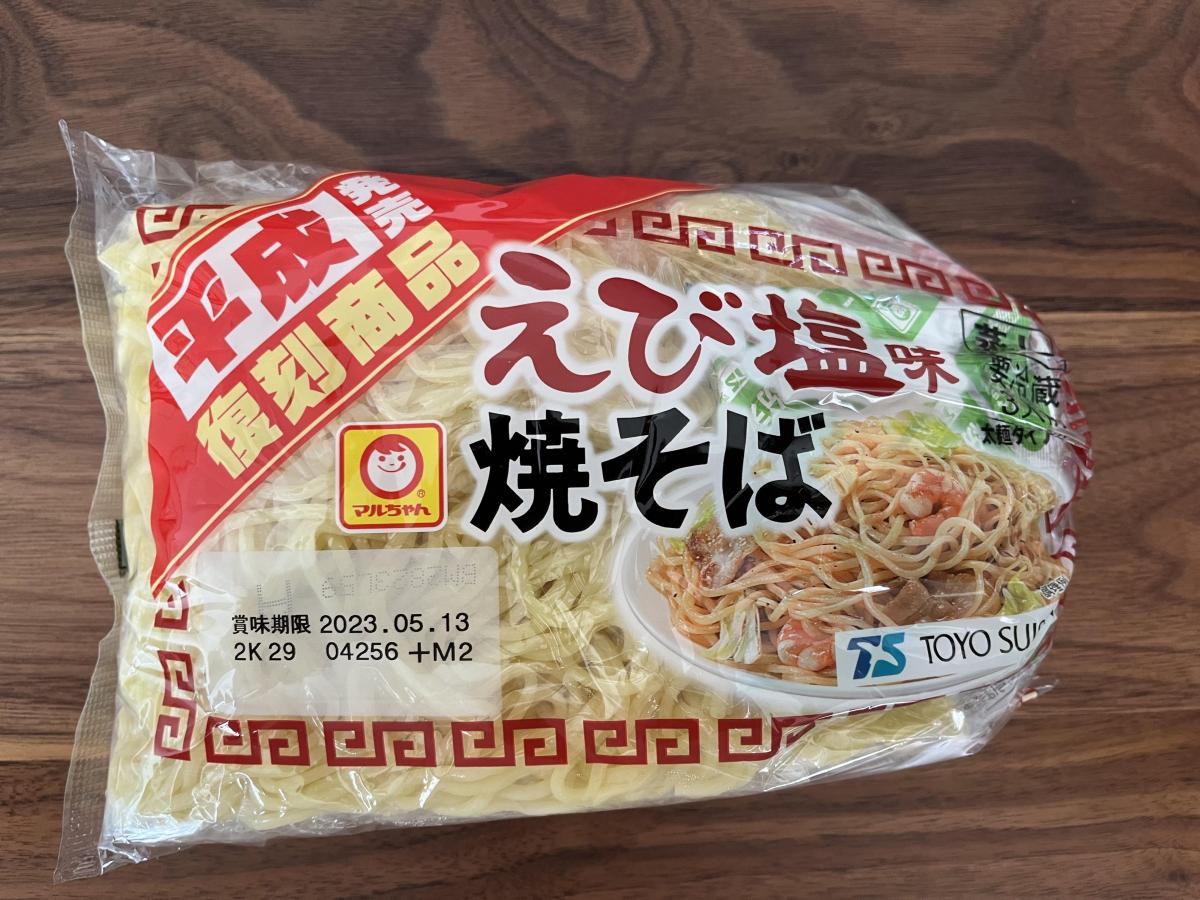 平成発売
復刻商品
えび塩味
焼そば
マルちゃん
®
要冷蔵
太麺タイ
TS TOYO SUIS
賞味期限 2023.05.13
2K29 04256 +M2